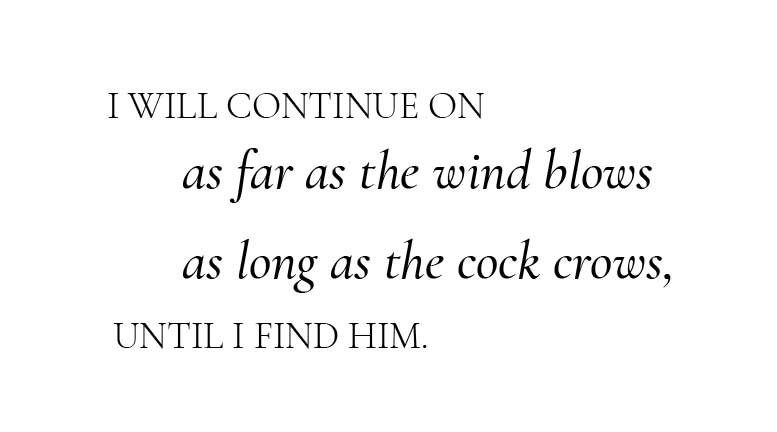 I WILL CONTINUE ON
as far as the wind blows
as long as the cock crows,
UNTIL I FIND HIM.